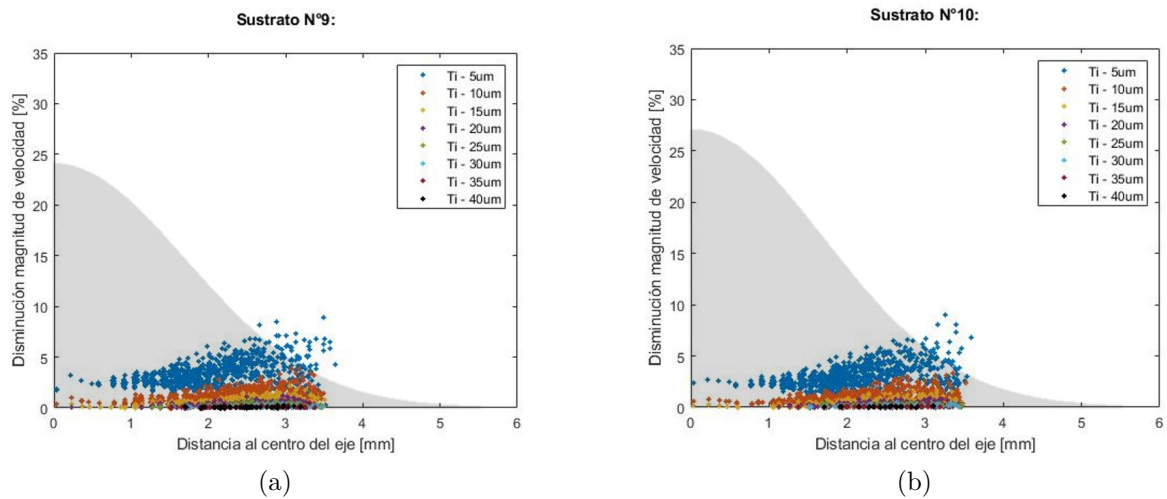 Sustrato N°9:
Disminución magnitud de velocidad [%]
35
30
25
20
15
10
5
0
0 1 2 3 4 5 6
Distancia al centro del eje [mm]
Ti - 5um
Ti - 10um
Ti - 15um
Ti - 20um
Ti - 25um
Ti - 30um
Ti - 35um
Ti - 40um
(a)
Sustrato N°10:
Disminución magnitud de velocidad [%]
35
30
25
20
15
10
5
0
0 1 2 3 4 5 6
Distancia al centro del eje [mm]
Ti - 5um
Ti - 10um
Ti - 15um
Ti - 20um
Ti - 25um
Ti - 30um
Ti - 35um
Ti - 40um
(b)